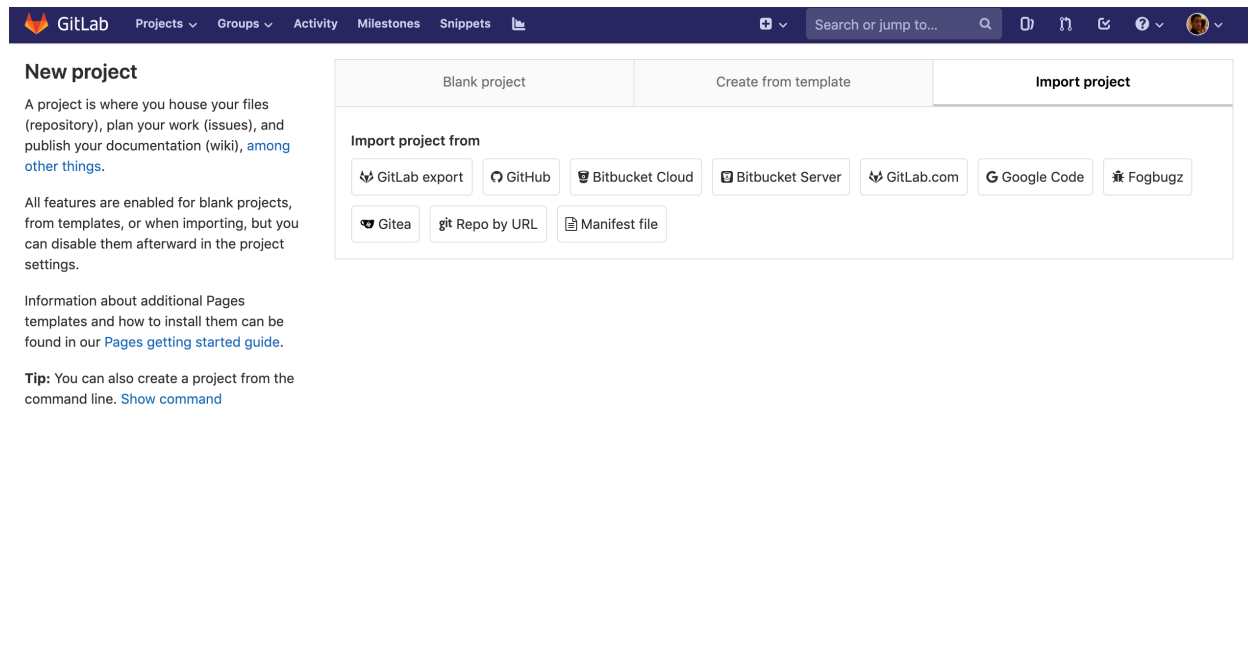 GitLab Projects Groups Activity Milestones Snippets Search or jump to...
New project
A project is where you house your files
(repository), plan your work (issues), and
publish your documentation (wiki), among
other things.
All features are enabled for blank projects,
from templates, or when importing, but you
can disable them afterward in the project
settings.
Information about additional Pages
templates and how to install them can be
found in our Pages getting started guide.
Tip: You can also create a project from the
command line. Show command
Blank project Create from template Import project
Import project from
GitLab export GitHub Bitbucket Cloud Bitbucket Server GitLab.com Google Code Fogbugz
Gitea git Repo by URL Manifest file